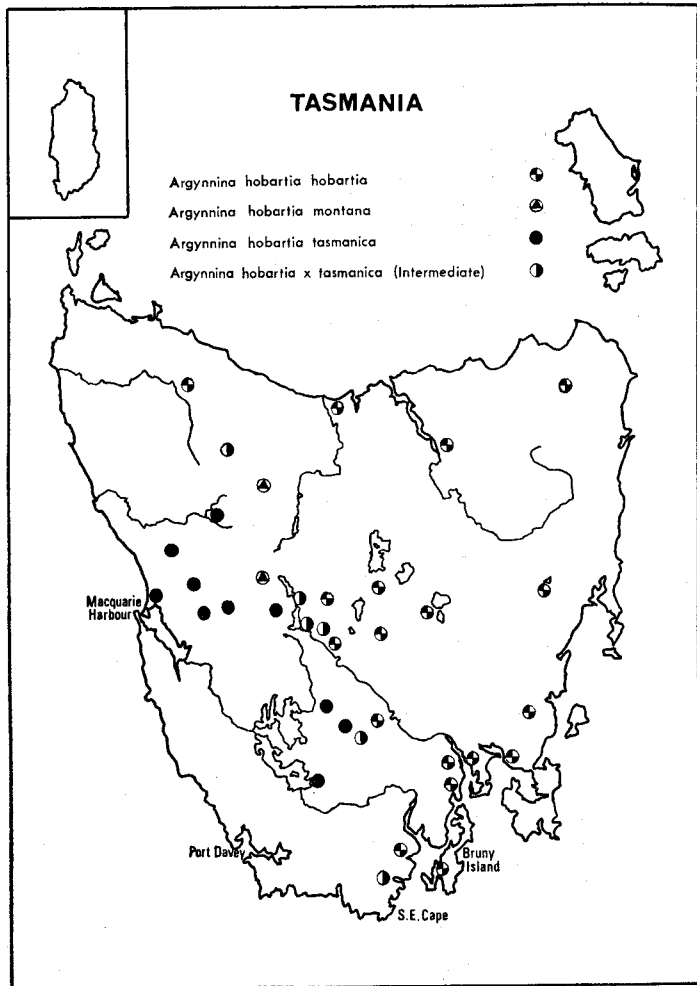 TASMANIA
Argynnina hobartia hobartia
Argynnina hobartia montana
Argynnina hobartia tasmanica
Argynnina hobartia x tasmanica (Intermediate)
Macquarie
Harbour
Port Davey
Bruny
Island
S.E. Cape